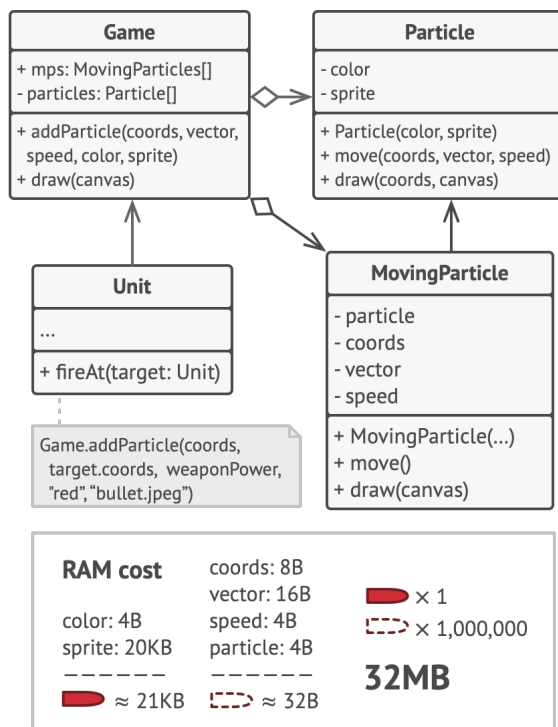 Game
+ mps: MovingParticles[]
- particles: Particle[]
+ addParticle(coords, vector,
speed, color, sprite)
+ draw(canvas)
Particle
- color
- sprite
+ Particle(color, sprite)
+ move(coords, vector, speed)
+ draw(coords, canvas)
Unit
...
+ fireAt(target: Unit)
MovingParticle
- particle
- coords
- vector
- speed
+ MovingParticle(...)
+ move()
+ draw(canvas)
Game.addParticle(coords,
target.coords, weaponPower,
"red",“bullet.jpeg”)
RAM cost
color: 4B
sprite: 20KB
——————
≈ 21KB
coords: 8B
vector: 16B
speed: 4B
particle: 4B
——————
≈ 32B
× 1
× 1,000,000
32MB